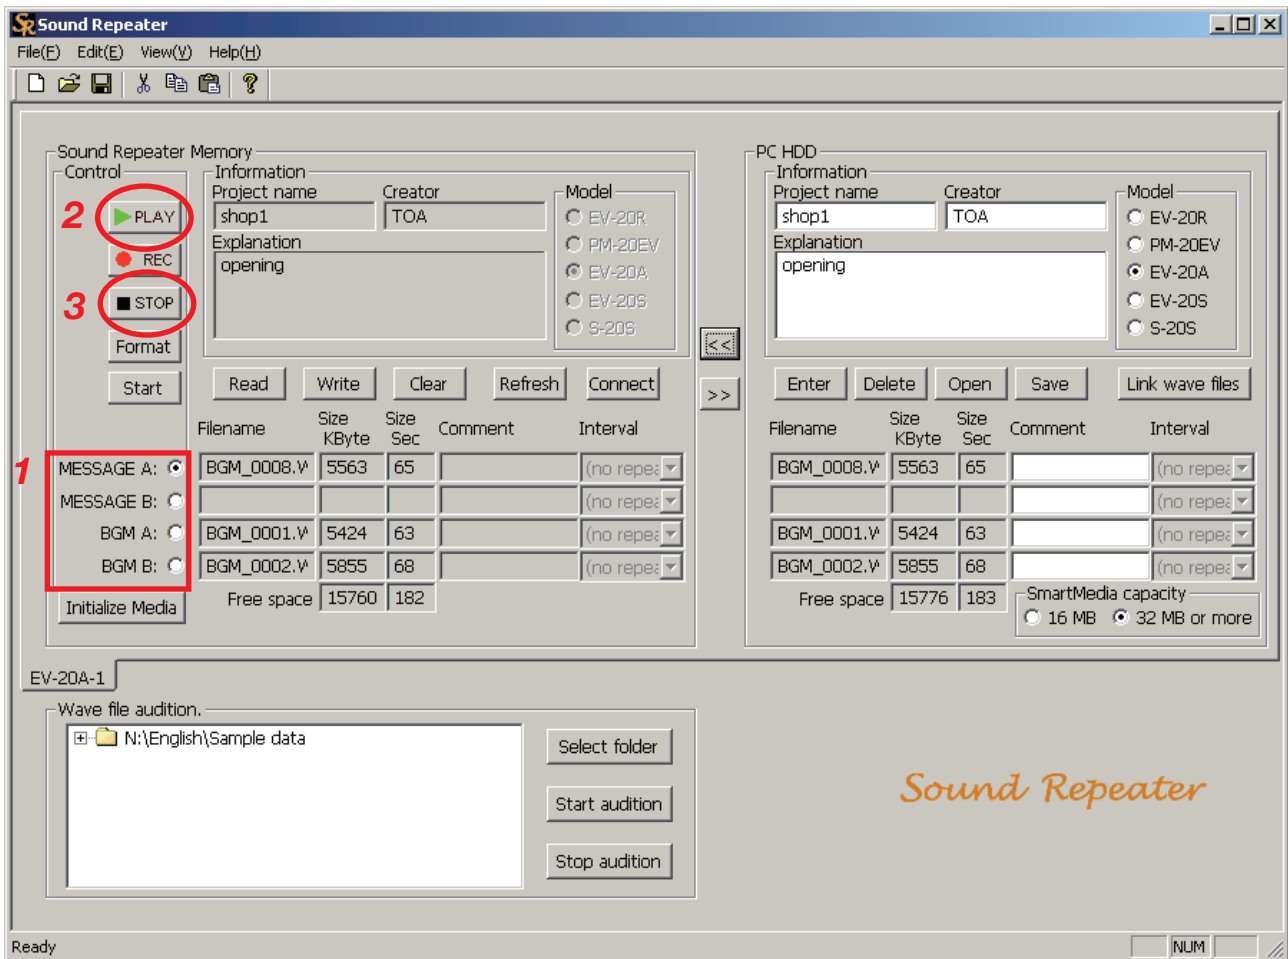 Sound Repeater
File(F) Edit(E) View(V) Help(H)
Sound Repeater Memory
Control
2
PLAY
REC
3
STOP
Format
Start
Information
Project name Creator
shop1 TOA
Explanation
opening
Model
EV-20R
PM-20EV
EV-20A
EV-20S
S-20S
Read Write Clear Refresh Connect
Filename Size KByte Size Sec Comment Interval
1
MESSAGE A: BGM_0008.W 5563 65 (no repea
MESSAGE B: (no repea
BGM A: BGM_0001.W 5424 63 (no repea
BGM B: BGM_0002.W 5855 68 (no repea
Initialize Media
Free space 15760 182
<<
>>
PC HDD
Information
Project name Creator
shop1 TOA
Explanation
opening
Model
EV-20R
PM-20EV
EV-20A
EV-20S
S-20S
Enter Delete Open Save Link wave files
Filename Size KByte Size Sec Comment Interval
BGM_0008.W 5563 65 (no repea
(no repea
BGM_0001.W 5424 63 (no repea
BGM_0002.W 5855 68 (no repea
Free space 15776 183
SmartMedia capacity
16 MB 32 MB or more
EV-20A-1
Wave file audition.
N:\English\Sample data
Select folder
Start audition
Stop audition
Sound Repeater
Ready
NUM